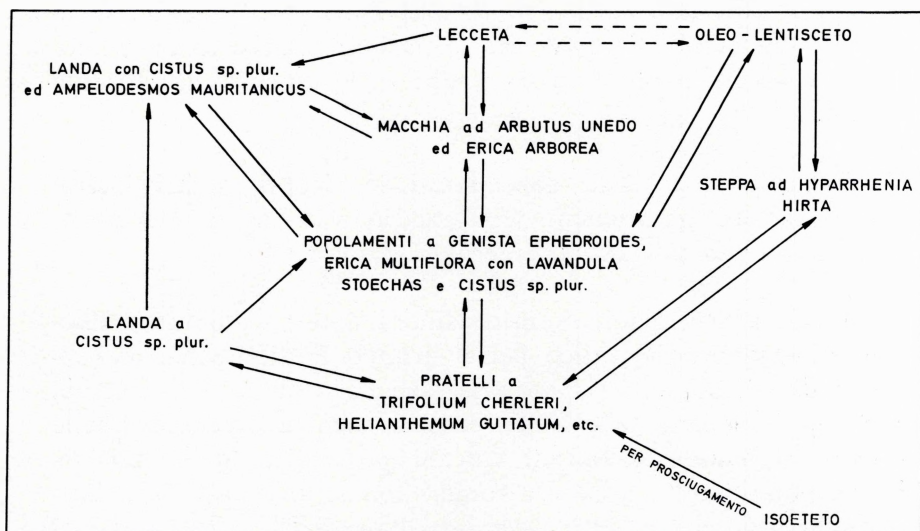 LECCETA
OLEO - LENTISCETO
LANDA con CISTUS sp. plur.
ed AMPELODESMOS MAURITANICUS
MACCHIA ad ARBUTUS UNEDO
ed ERICA ARBOREA
STEPPA ad HYPARRHENIA
HIRTA
POPOLAMENTI a GENISTA EPHEDROIDES,
ERICA MULTIFLORA con LAVANDULA
STOECHAS e CISTUS sp. plur.
LANDA a
CISTUS sp. plur.
PRATELLI a
TRIFOLIUM CHERLERI,
HELIANTHEMUM GUTTATUM, etc.
PER PROSCIUGAMENTO
ISOETETO